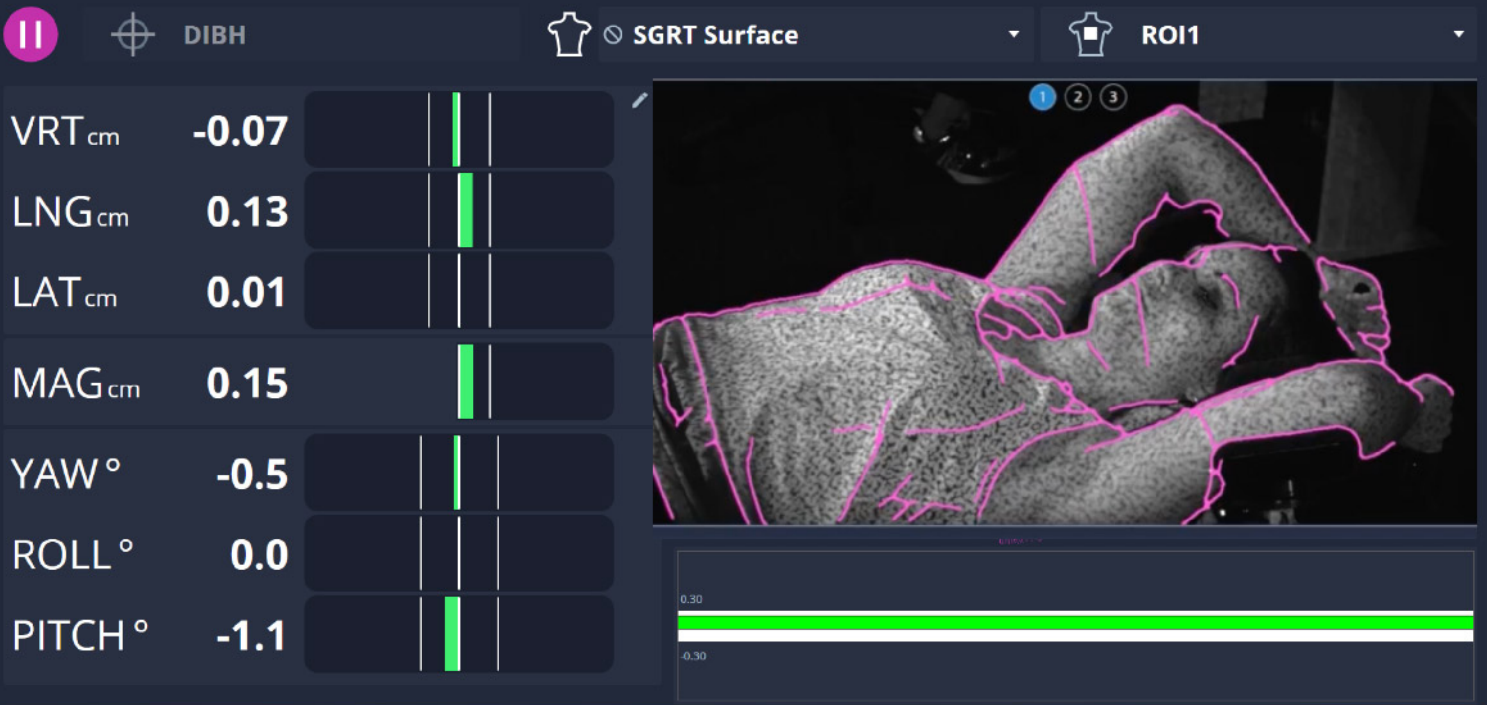 DIBH
SGRT Surface
ROI1
VRT cm -0.07
LNG cm 0.13
LAT cm 0.01
MAG cm 0.15
YAW° -0.5
ROLL° 0.0
PITCH° -1.1
1 2 3
0.30
-0.30